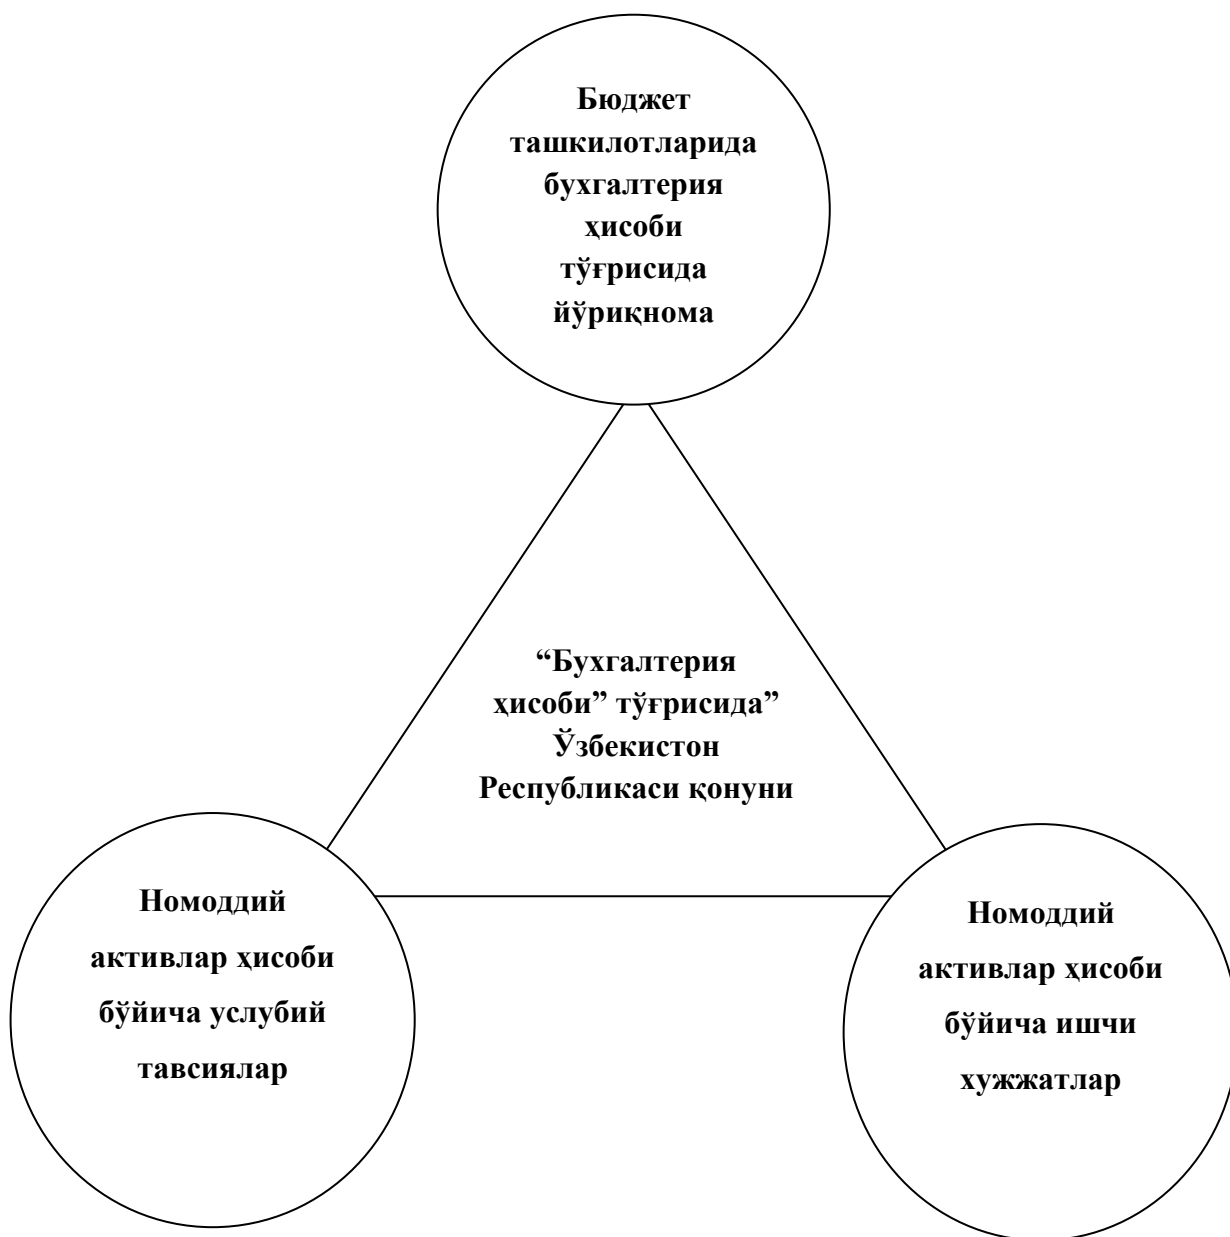 Бюджет
ташкилотларида
бухгалтерия
ҳисоби
тўғрисида
йўриқнома
“Бухгалтерия
ҳисоби” тўғрисида”
Ўзбекистон
Республикаси қонуни
Номоддий
активлар ҳисоби
бўйича услубий
тавсиялар
Номоддий
активлар ҳисоби
бўйича ишчи
хужжатлар